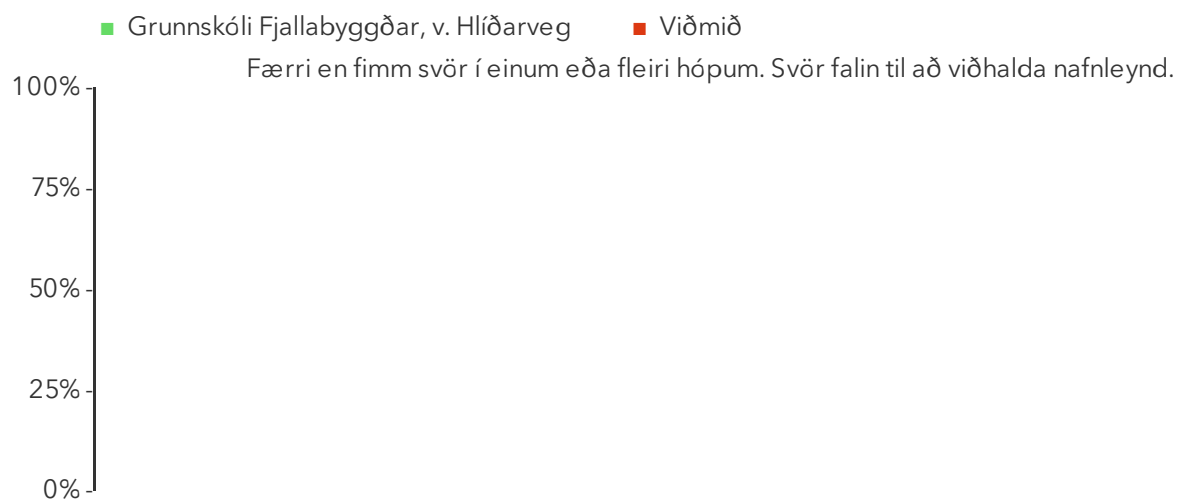 Grunnskóli Fjallabyggðar, v. Hlíðarveg Viðmið
Færri en fimm svör í einum eða fleiri hópum. Svör falin til að viðhalda nafnleynd.
100%
75%
50%
25%
0%